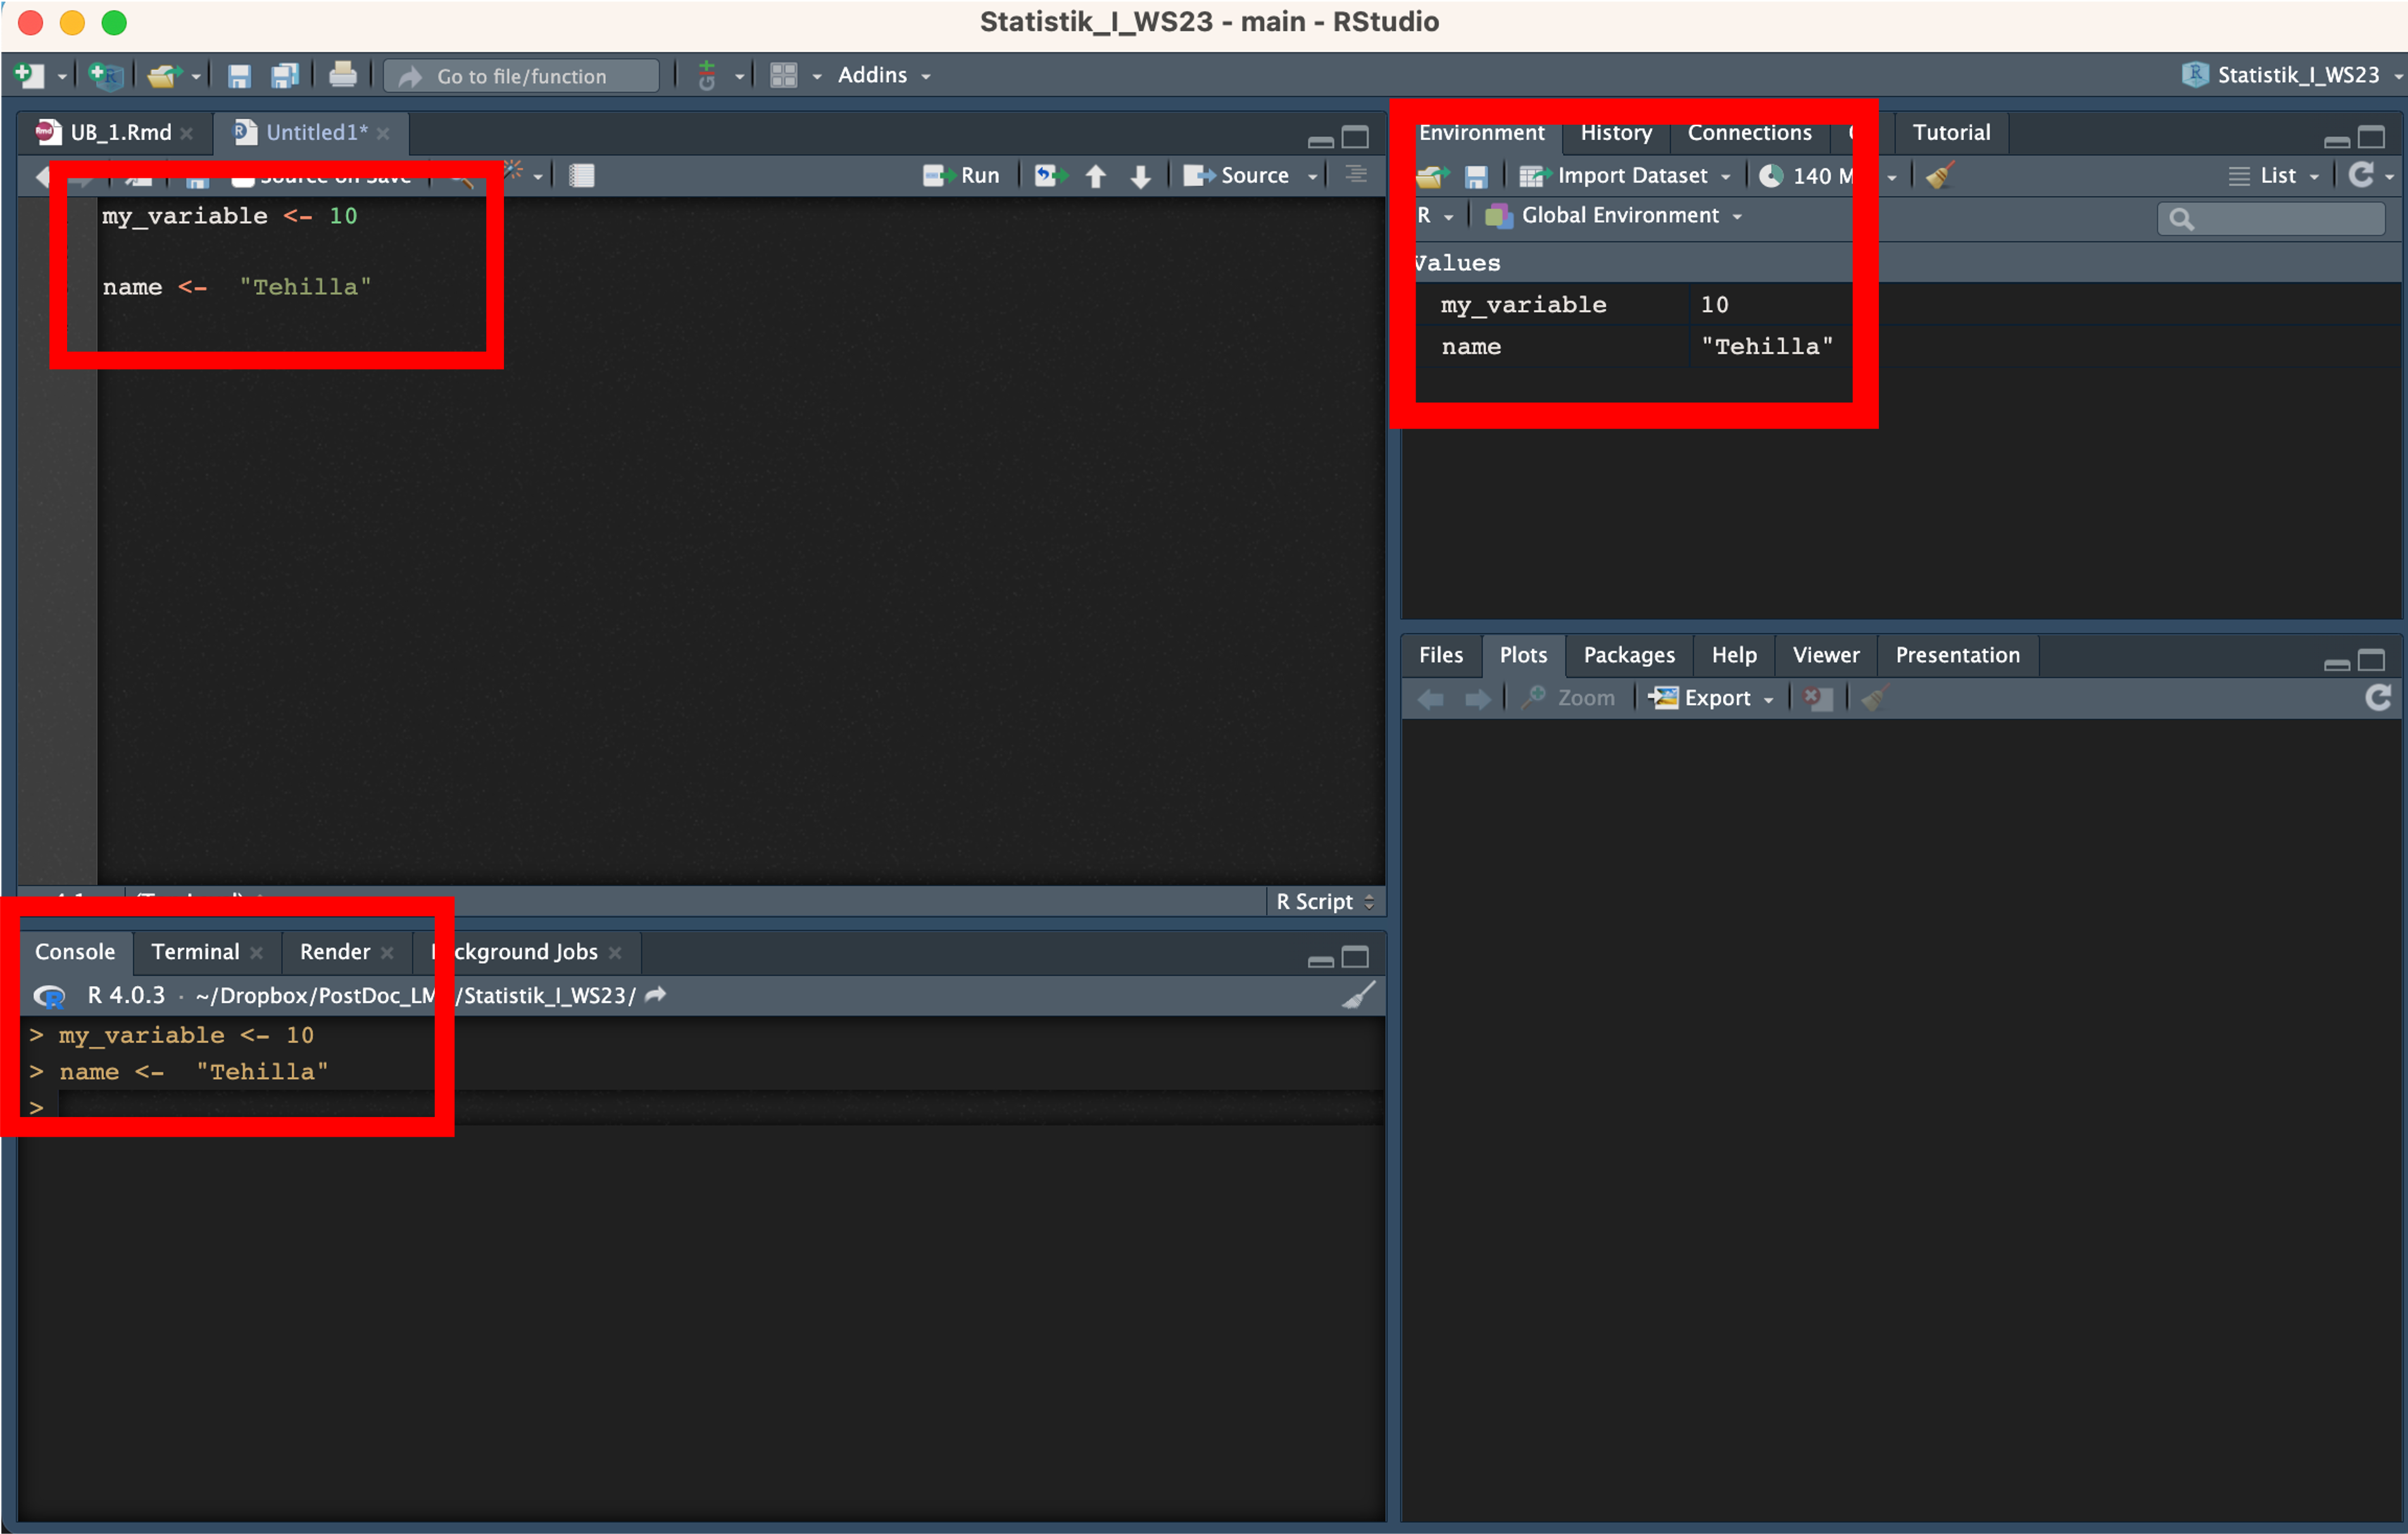 Statistik_I_WS23 - main - RStudio
Go to file/function Addins Statistik_I_WS23
UB_1.Rmd Untitled1*
Source on Save Run Source
my_variable <- 10
name <-  "Tehilla"
R Script
Console Terminal Render ckground Jobs
R 4.0.3 · ~/Dropbox/PostDoc_LM /Statistik_I_WS23/
> my_variable <- 10
> name <-  "Tehilla"
>
Environment History Connections Tutorial
Import Dataset 140 M List
R Global Environment
Values
my_variable 10
name "Tehilla"
Files Plots Packages Help Viewer Presentation
Zoom Export